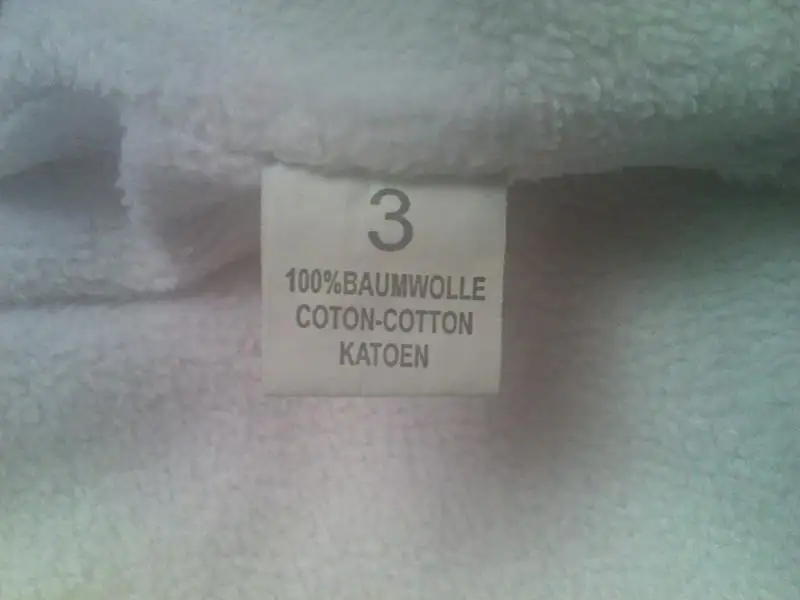 3
100%BAUMWOLLE
COTON-COTTON
KATOEN